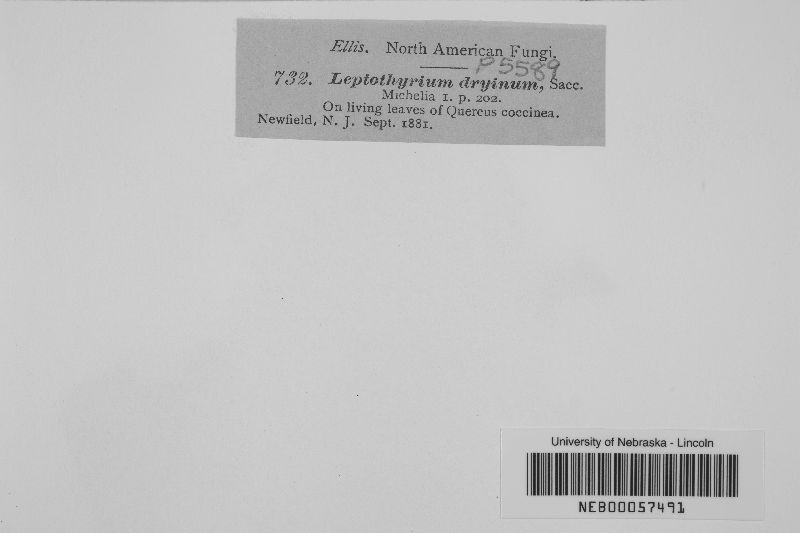 Ellis. North American Fungi.
P5589
732. Leptothyrium dryinum, Sacc.
Michelia 1. p. 202.
On living leaves of Quercus coccinea.
Newfield, N. J. Sept. 1881.
University of Nebraska - Lincoln
NEB00057491